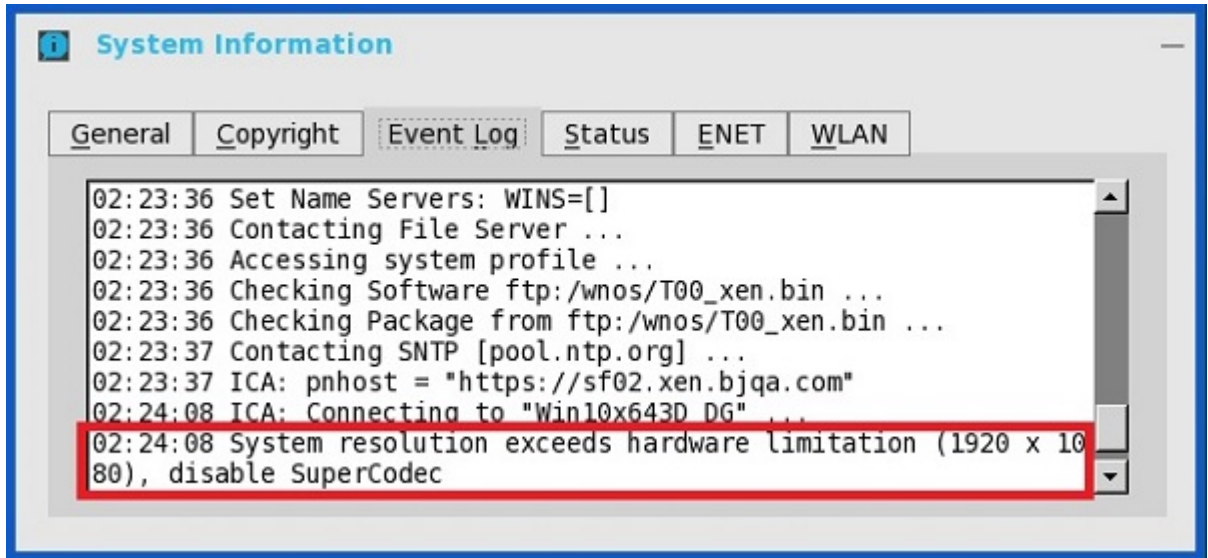 System Information
General Copyright Event Log Status ENET WLAN
02:23:36 Set Name Servers: WINS=[]
02:23:36 Contacting File Server ...
02:23:36 Accessing system profile ...
02:23:36 Checking Software ftp:/wnos/T00_xen.bin ...
02:23:36 Checking Package from ftp:/wnos/T00_xen.bin ...
02:23:37 Contacting SNTP [pool.ntp.org] ...
02:23:37 ICA: pnhost = "https://sf02.xen.bjqa.com"
02:24:08 ICA: Connecting to "Win10x643D_DG" ...
02:24:08 System resolution exceeds hardware limitation (1920 x 10
80), disable SuperCodec